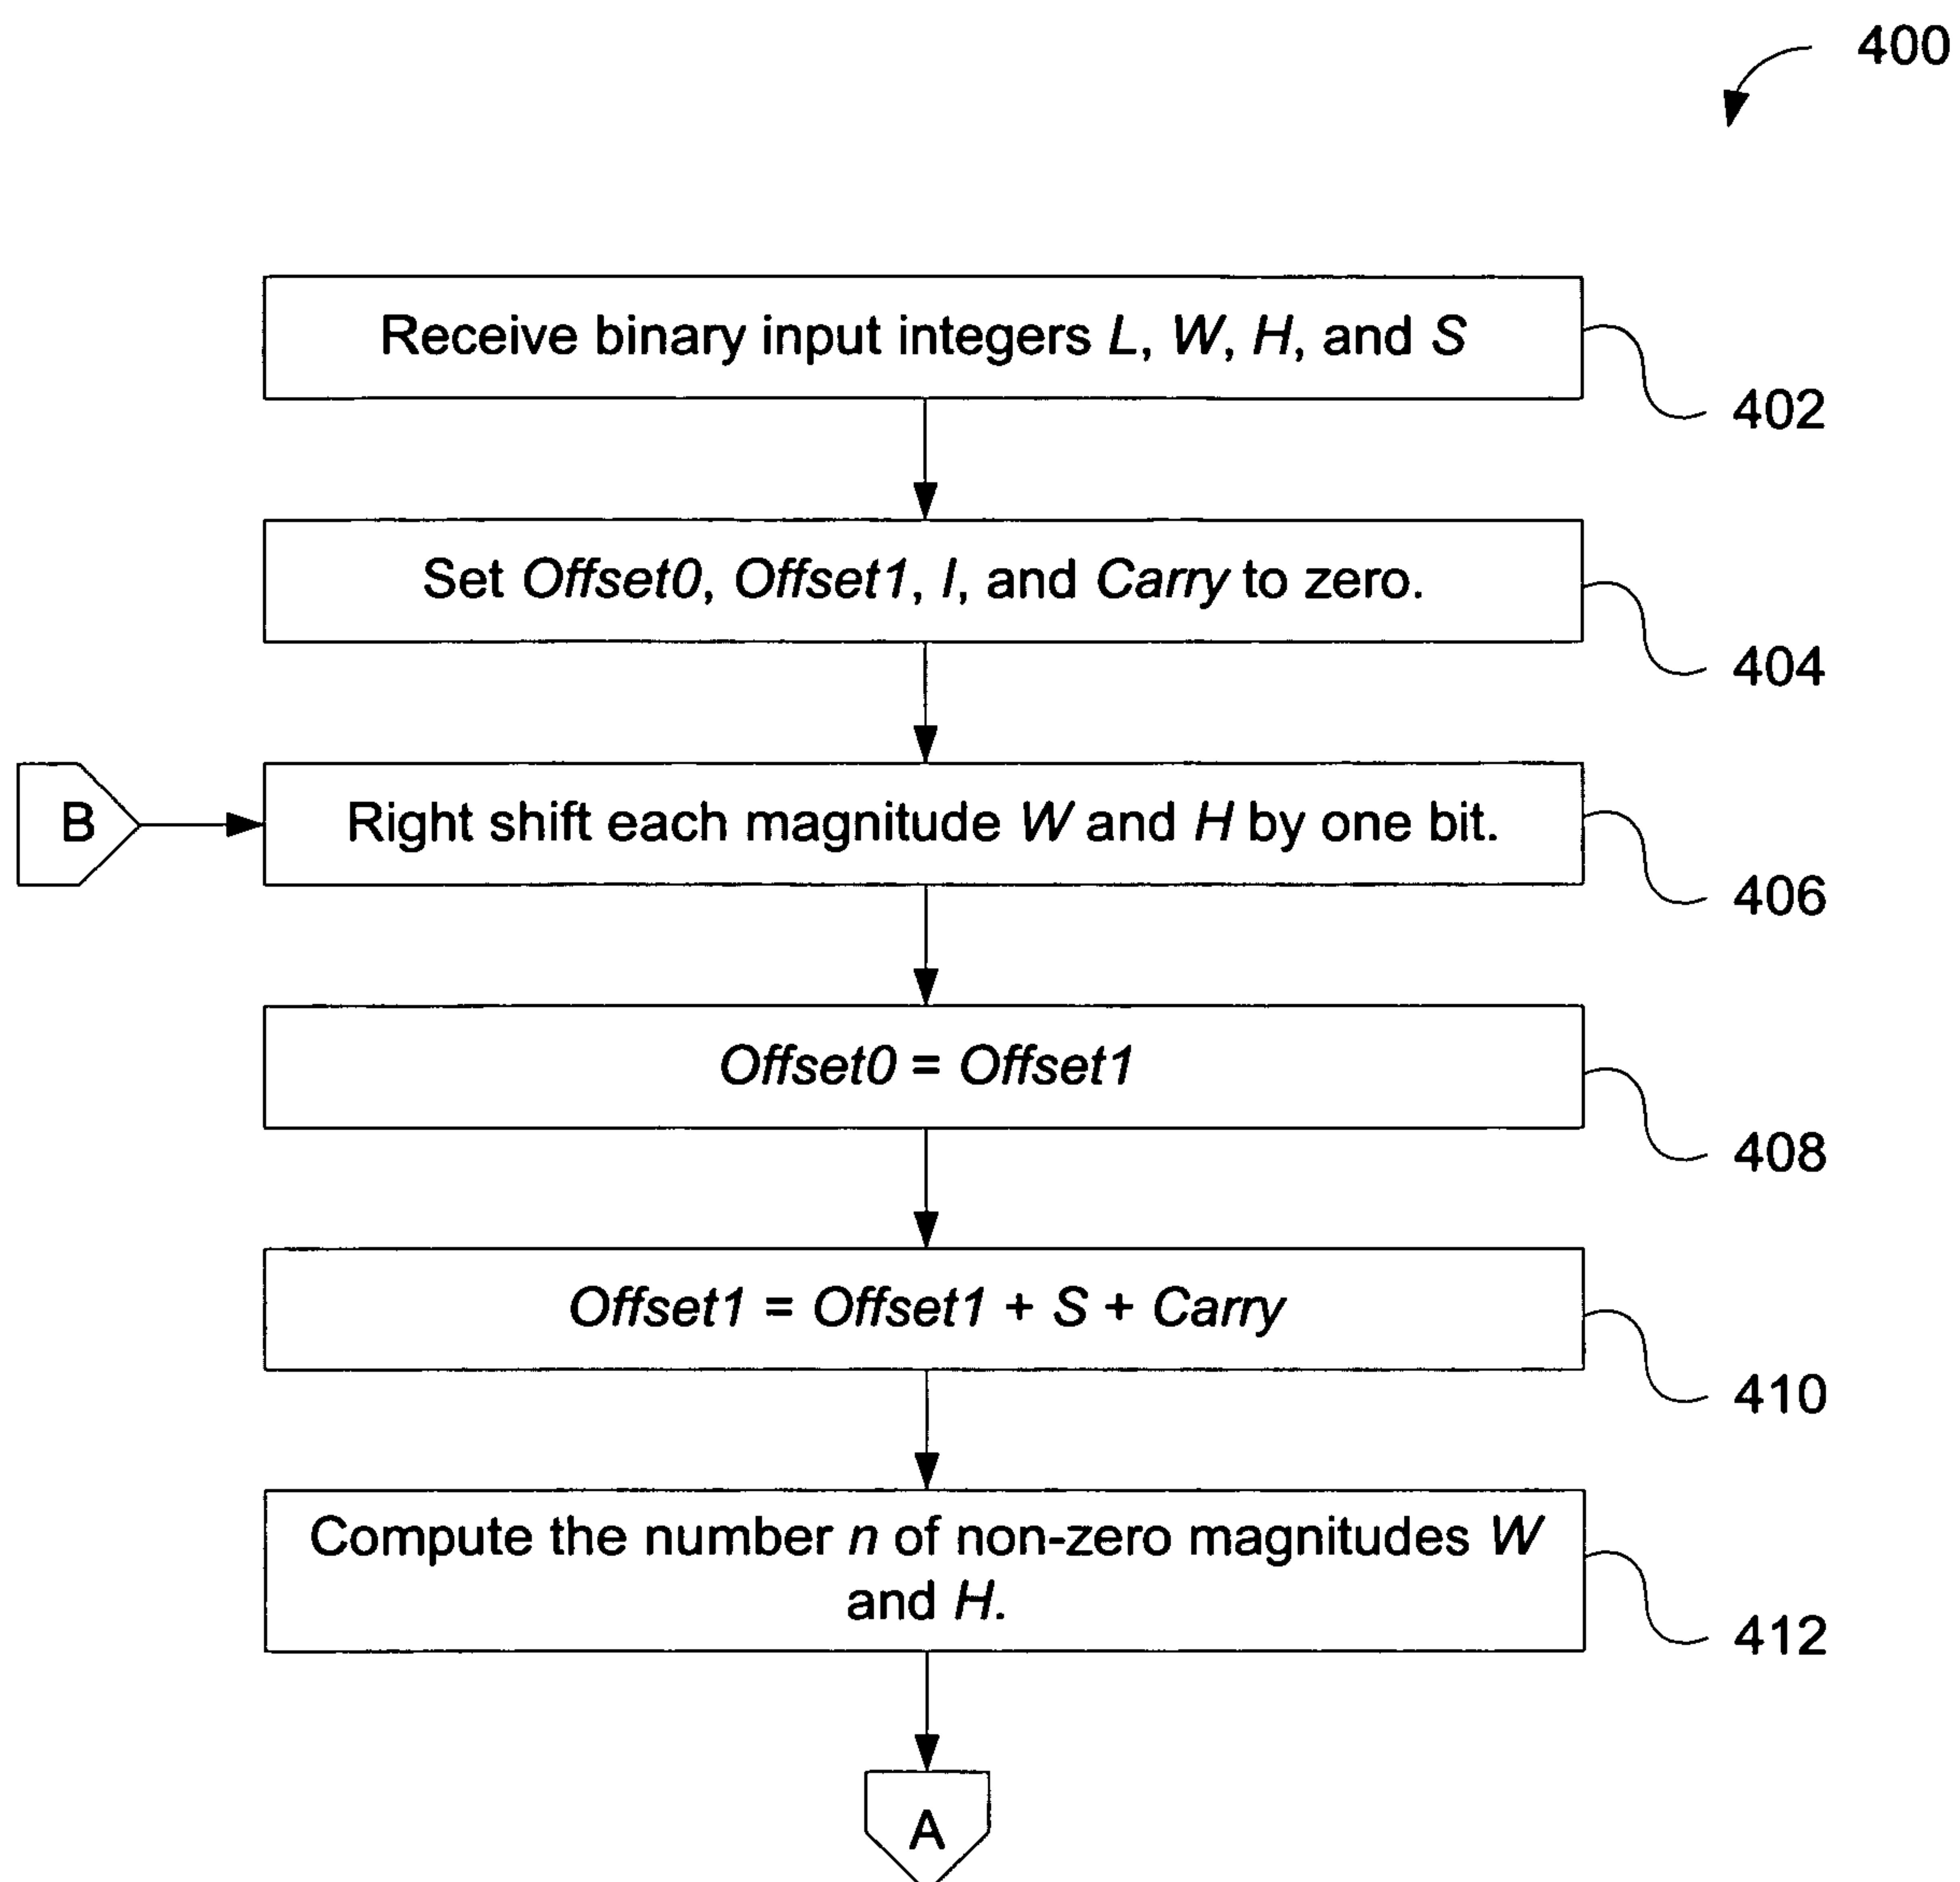 400
Receive binary input integers L, W, H, and S
402
Set Offset0, Offset1, I, and Carry to zero.
404
B
Right shift each magnitude W and H by one bit.
406
Offset0 = Offset1
408
Offset1 = Offset1 + S + Carry
410
Compute the number n of non-zero magnitudes W
and H.
412
A